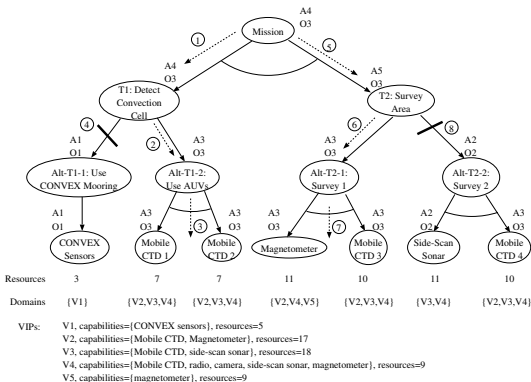 A4
O3
Mission
1
5
A4
O3
A5
O3
T1: Detect
Convection
Cell
T2: Survey
Area
4
2
6
8
A1
O1
A3
O3
A3
O3
A2
O2
Alt-T1-1: Use
CONVEX Mooring
Alt-T1-2:
Use AUVs
Alt-T2-1:
Survey 1
Alt-T2-2:
Survey 2
A1
O1
A3
O3
3
A3
O3
A3
O3
7
A3
O3
A2
O2
A3
O3
CONVEX
Sensors
Mobile
CTD 1
Mobile
CTD 2
Magnetometer
Mobile
CTD 3
Side-Scan
Sonar
Mobile
CTD 4
Resources 3 7 7 11 10 11 10
Domains {V1} {V2,V3,V4} {V2,V3,V4} {V2,V4,V5} {V2,V3,V4} {V3,V4} {V2,V3,V4}
VIPs: V1, capabilities={CONVEX sensors}, resources=5
V2, capabilities={Mobile CTD, Magnetometer}, resources=17
V3, capabilities={Mobile CTD, side-scan sonar}, resources=18
V4, capabilities={Mobile CTD, radio, camera, side-scan sonar, magnetometer}, resources=9
V5, capabilities={magnetometer}, resources=9